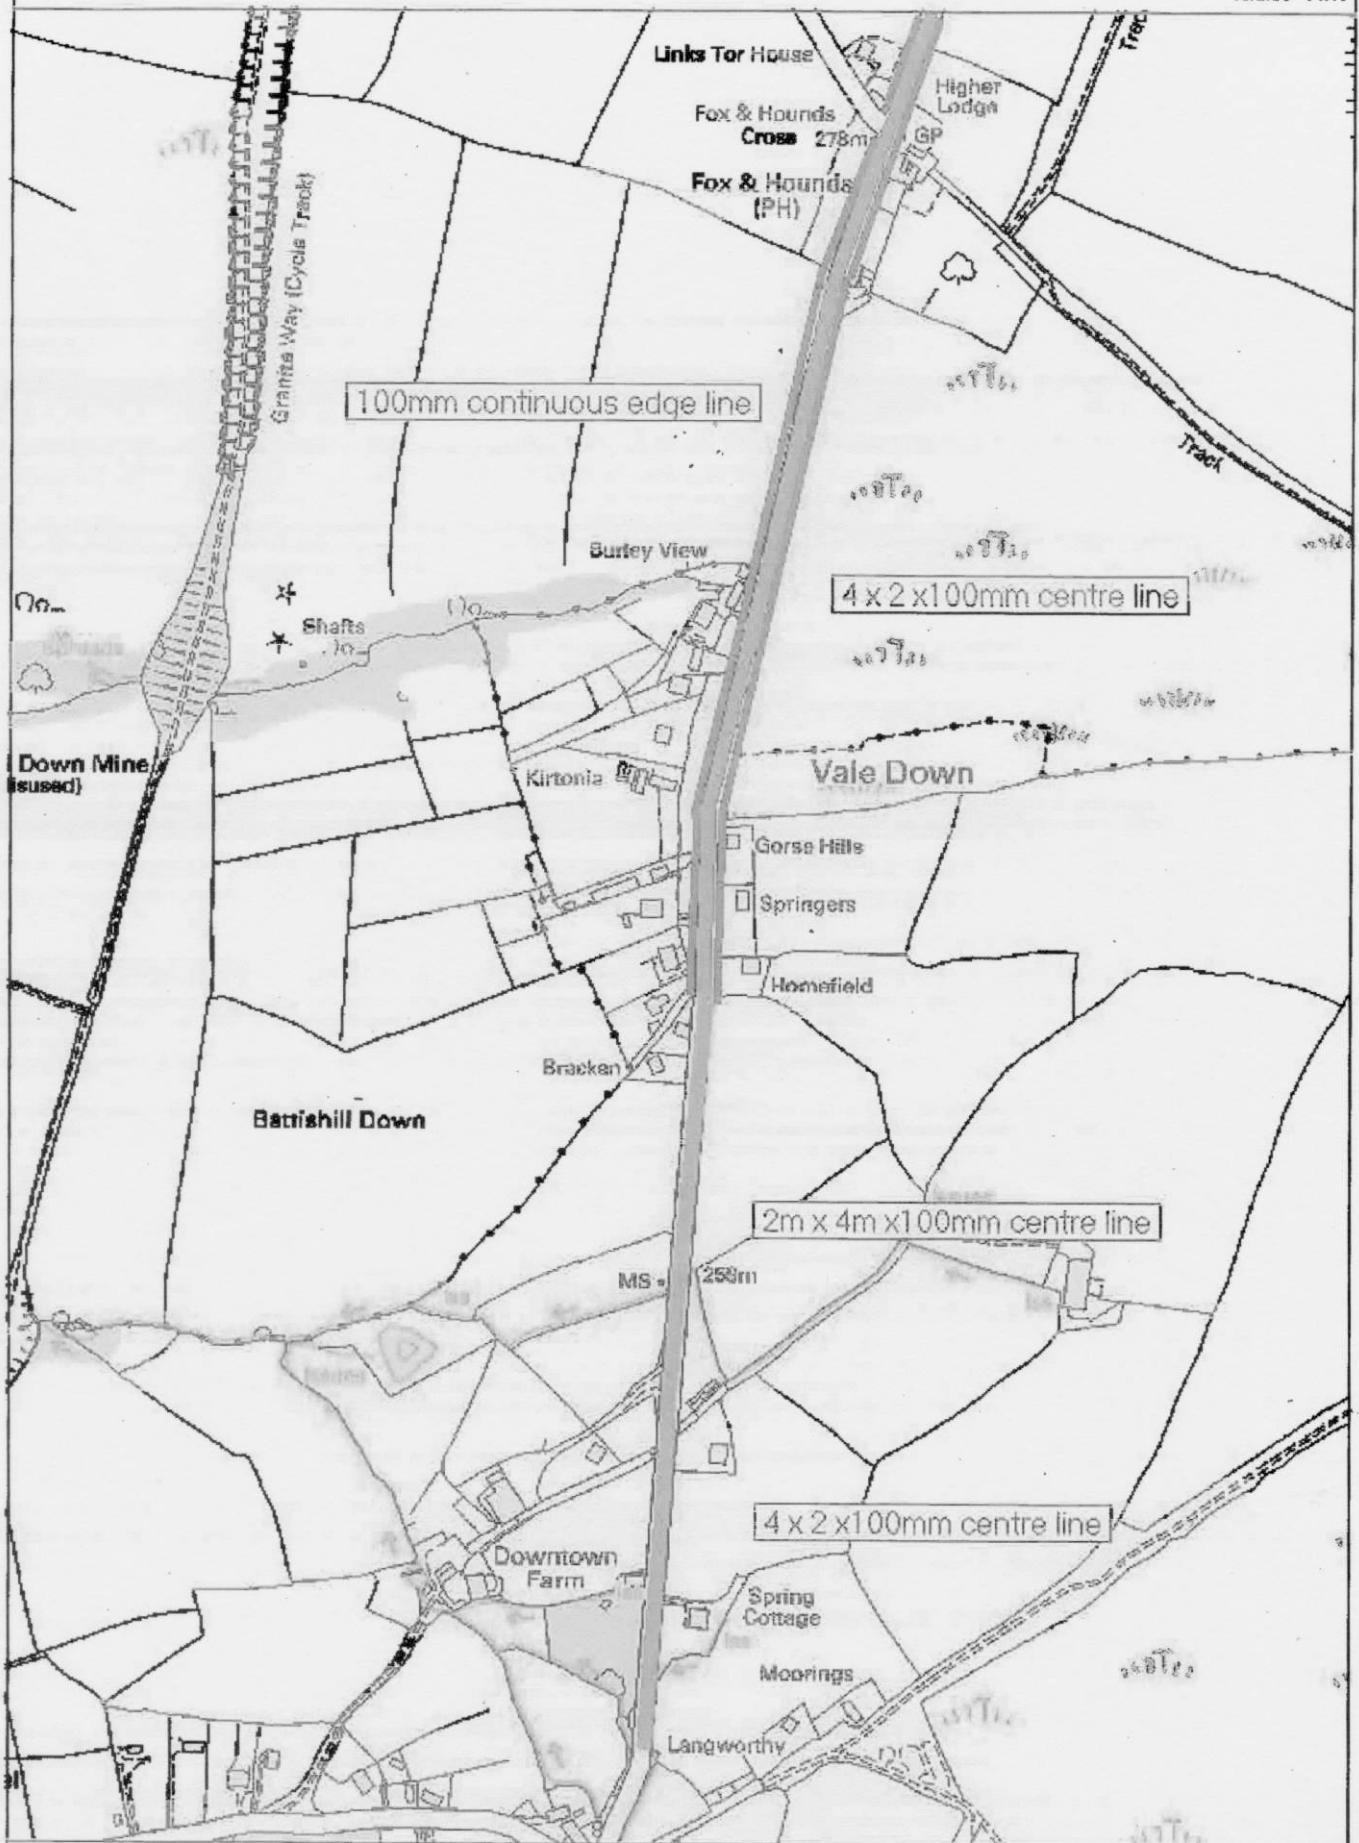 Links Tor House
Higher
Lodge
Fox & Hounds
Cross 278m
GP
Fox & Hounds
(PH)
Granite Way (Cycle Track)
100mm continuous edge line
Track
Burley View
4 x 2 x100mm centre line
Shafts
Down Mine
Kirtonia
Vale Down
Gorse Hills
Springers
Homefield
Bracken
Battishill Down
2m x 4m x100mm centre line
MS
258m
4 x 2 x100mm centre line
Downtown
Farm
Spring
Cottage
Moorings
Langworthy